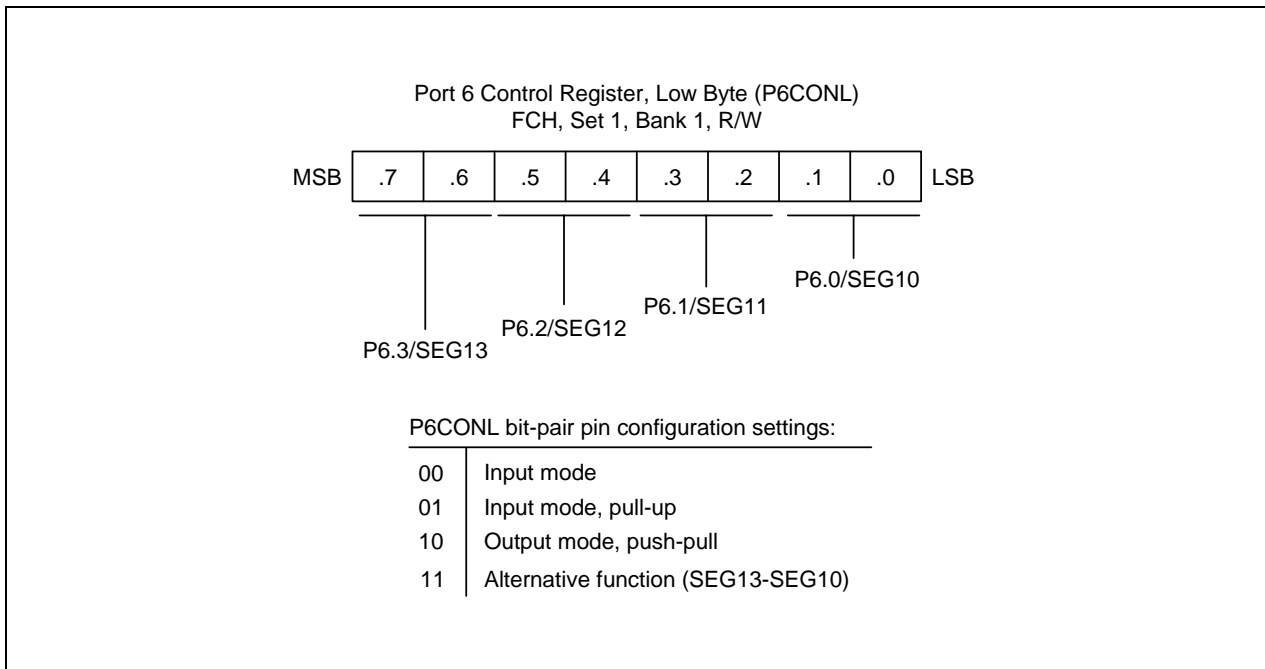 Port 6 Control Register, Low Byte (P6CONL)
FCH, Set 1, Bank 1, R/W
MSB .7 .6 .5 .4 .3 .2 .1 .0 LSB
P6.0/SEG10
P6.1/SEG11
P6.2/SEG12
P6.3/SEG13
P6CONL bit-pair pin configuration settings:
00 Input mode
01 Input mode, pull-up
10 Output mode, push-pull
11 Alternative function (SEG13-SEG10)